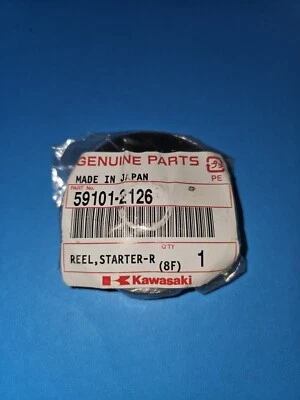 GENUINE PARTS
MADE IN JAPAN
PE
PART No.
59101-2126
QTY
REEL,STARTER-R
(8F)
1
Kawasaki